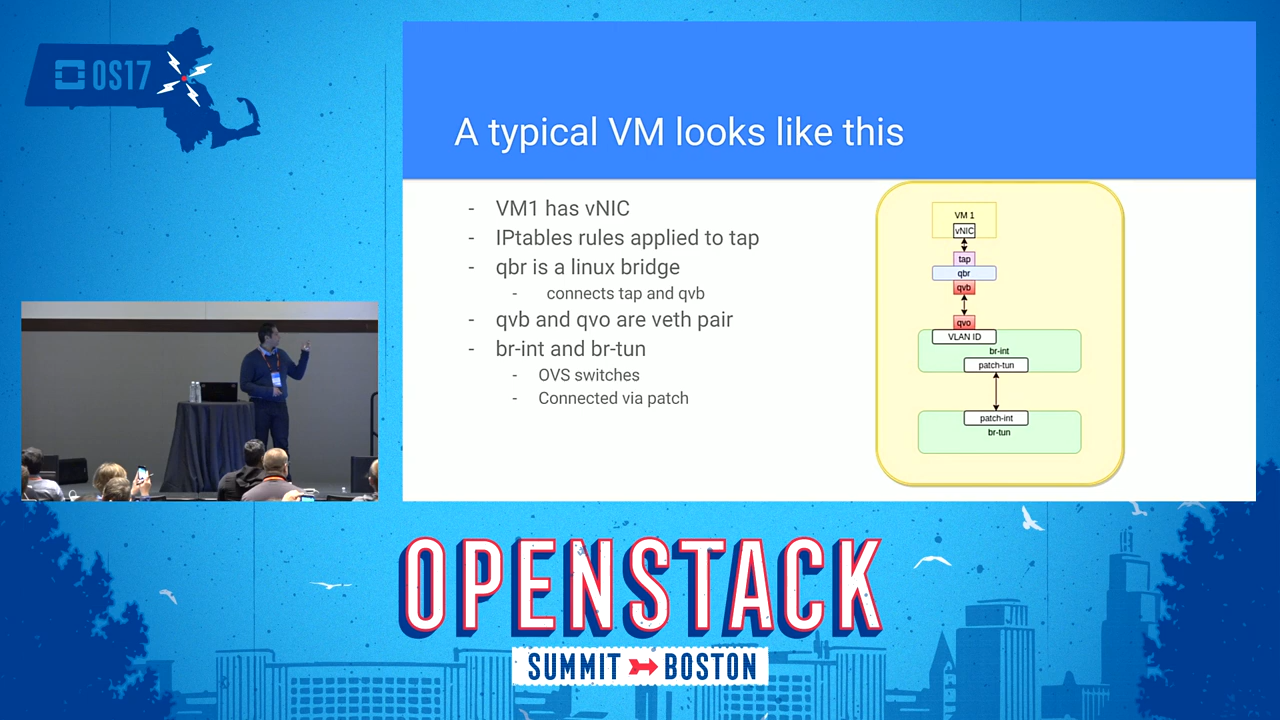 OS17
A typical VM looks like this
- VM1 has vNIC
- IPtables rules applied to tap
- qbr is a linux bridge
- connects tap and qvb
- qvb and qvo are veth pair
- br-int and br-tun
- OVS switches
- Connected via patch
VM 1
vNIC
tap
qbr
qvb
qvo
VLAN ID
br-int
patch-tun
patch-int
br-tun
OPENSTACK
SUMMIT BOSTON